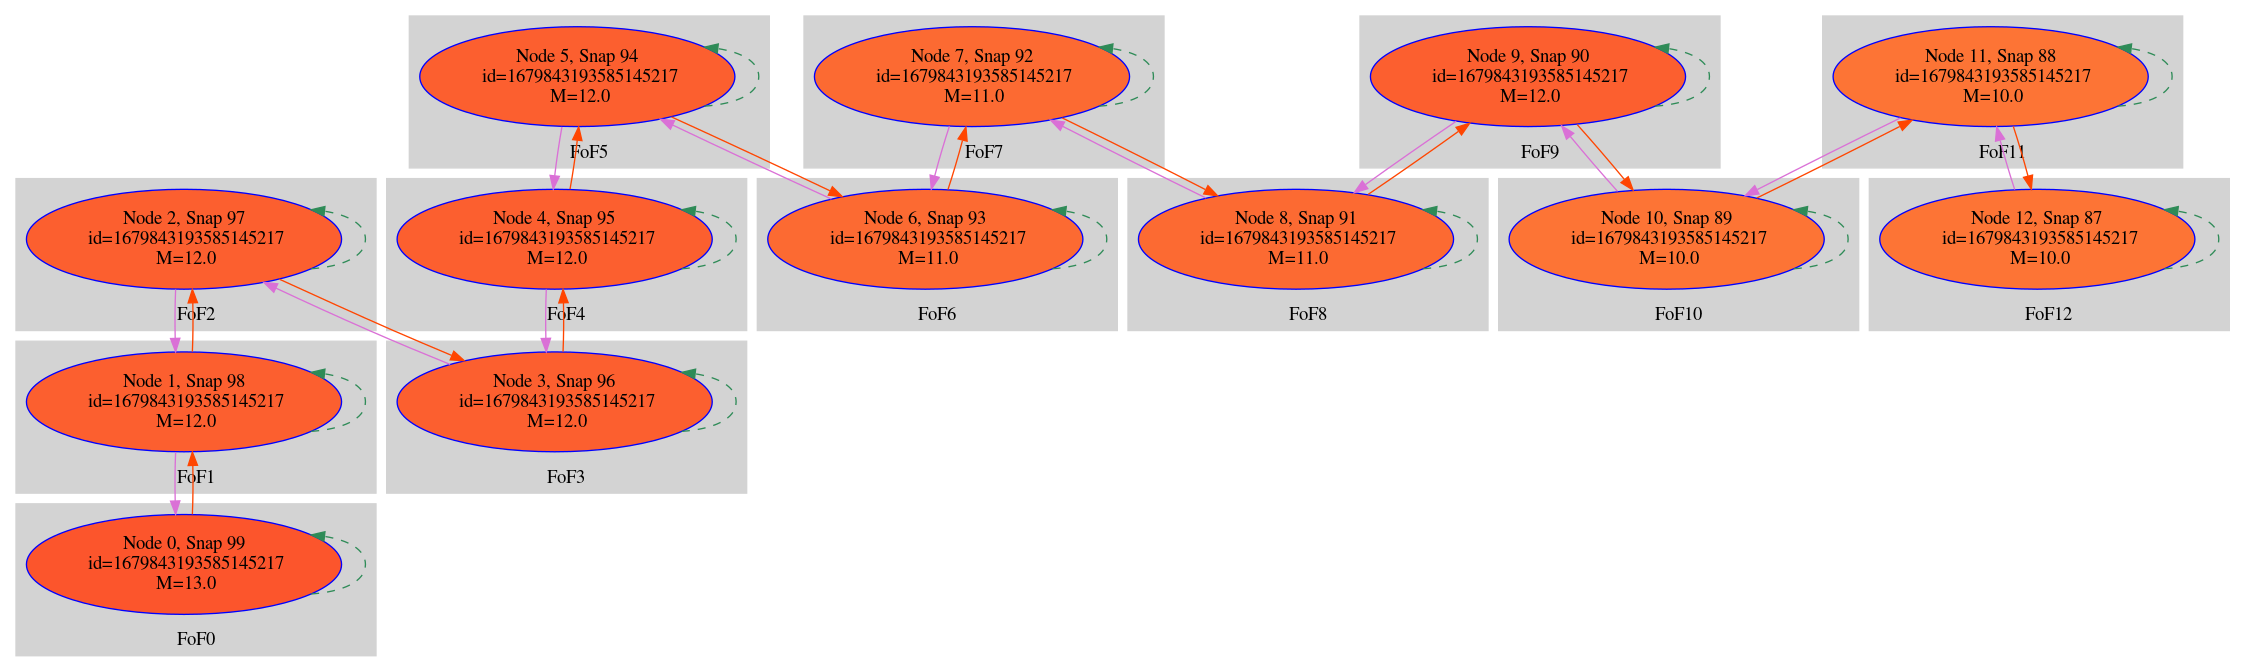 Node 5, Snap 94
id=1679843193585145217
M=12.0
FoF5
Node 7, Snap 92
id=1679843193585145217
M=11.0
FoF7
Node 9, Snap 90
id=1679843193585145217
M=12.0
FoF9
Node 11, Snap 88
id=1679843193585145217
M=10.0
FoF11
Node 2, Snap 97
id=1679843193585145217
M=12.0
FoF2
Node 4, Snap 95
id=1679843193585145217
M=12.0
FoF4
Node 6, Snap 93
id=1679843193585145217
M=11.0
FoF6
Node 8, Snap 91
id=1679843193585145217
M=11.0
FoF8
Node 10, Snap 89
id=1679843193585145217
M=10.0
FoF10
Node 12, Snap 87
id=1679843193585145217
M=10.0
FoF12
Node 1, Snap 98
id=1679843193585145217
M=12.0
FoF1
Node 3, Snap 96
id=1679843193585145217
M=12.0
FoF3
Node 0, Snap 99
id=1679843193585145217
M=13.0
FoF0